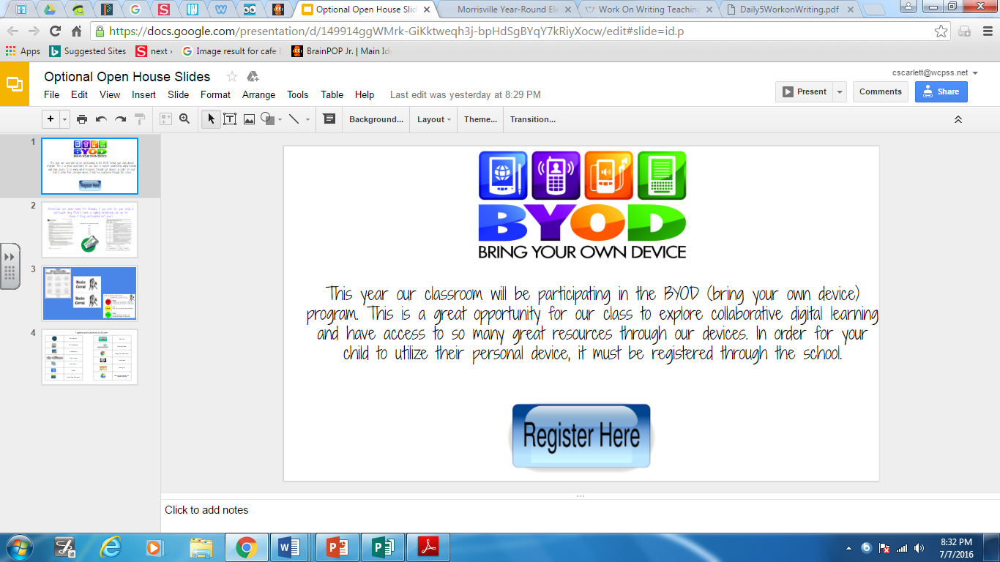 Optional Open House Slid
Morrisville Year-Round Ele
Work On Writing Teaching
Daily5WorkonWriting.pdf
https://docs.google.com/presentation/d/149914ggWMrk-GiKktweqh3j-bpHdSgBYqY7kRiyXocw/edit#slide=id.p
Apps Suggested Sites next › Image result for cafe b BrainPOP Jr. | Main Ide
Optional Open House Slides
cscarlett@wcpss.net
File Edit View Insert Slide Format Arrange Tools Table Help Last edit was yesterday at 8:29 PM
Present Comments Share
Background... Layout Theme... Transition...
1
BYOD
BRING YOUR OWN DEVICE
Register Here
2
3
4
BYOD
BRING YOUR OWN DEVICE
This year our classroom will be participating in the BYOD (bring your own device)
program. This is a great opportunity for our class to explore collaborative digital learning
and have access to so many great resources through our devices. In order for your
child to utilize their personal device, it must be registered through the school.
Register Here
Click to add notes
8:32 PM
7/7/2016